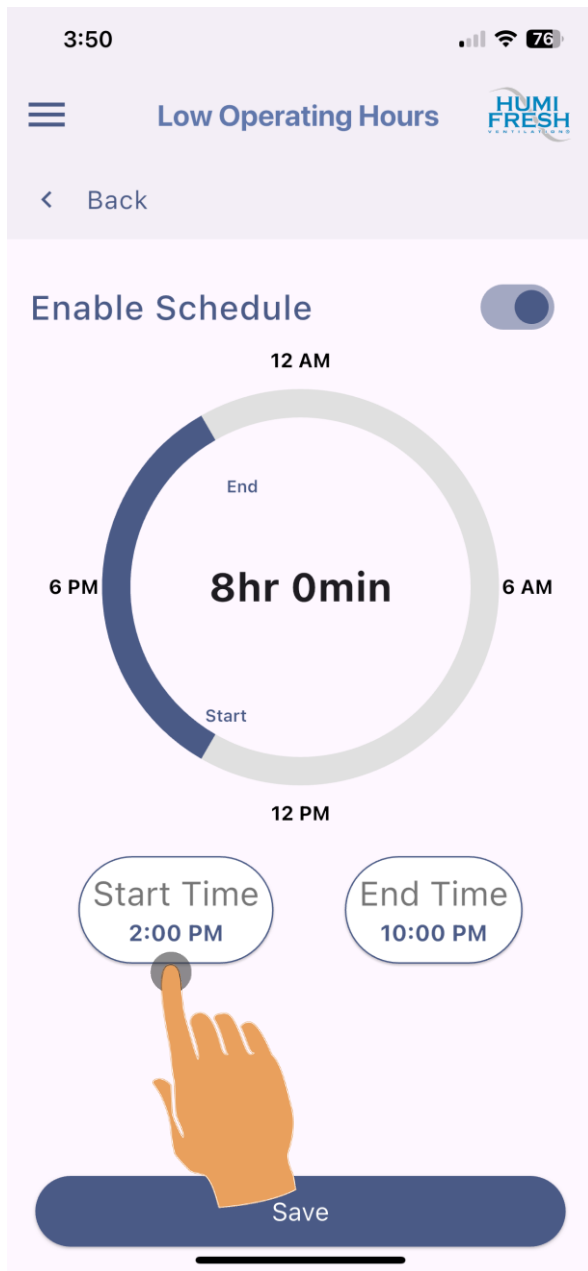 3:50
76
Low Operating Hours
HUMI
FRESH
VENTILATIONS
Back
Enable Schedule
12 AM
End
6 PM
8hr 0min
6 AM
Start
12 PM
Start Time
2:00 PM
End Time
10:00 PM
Save